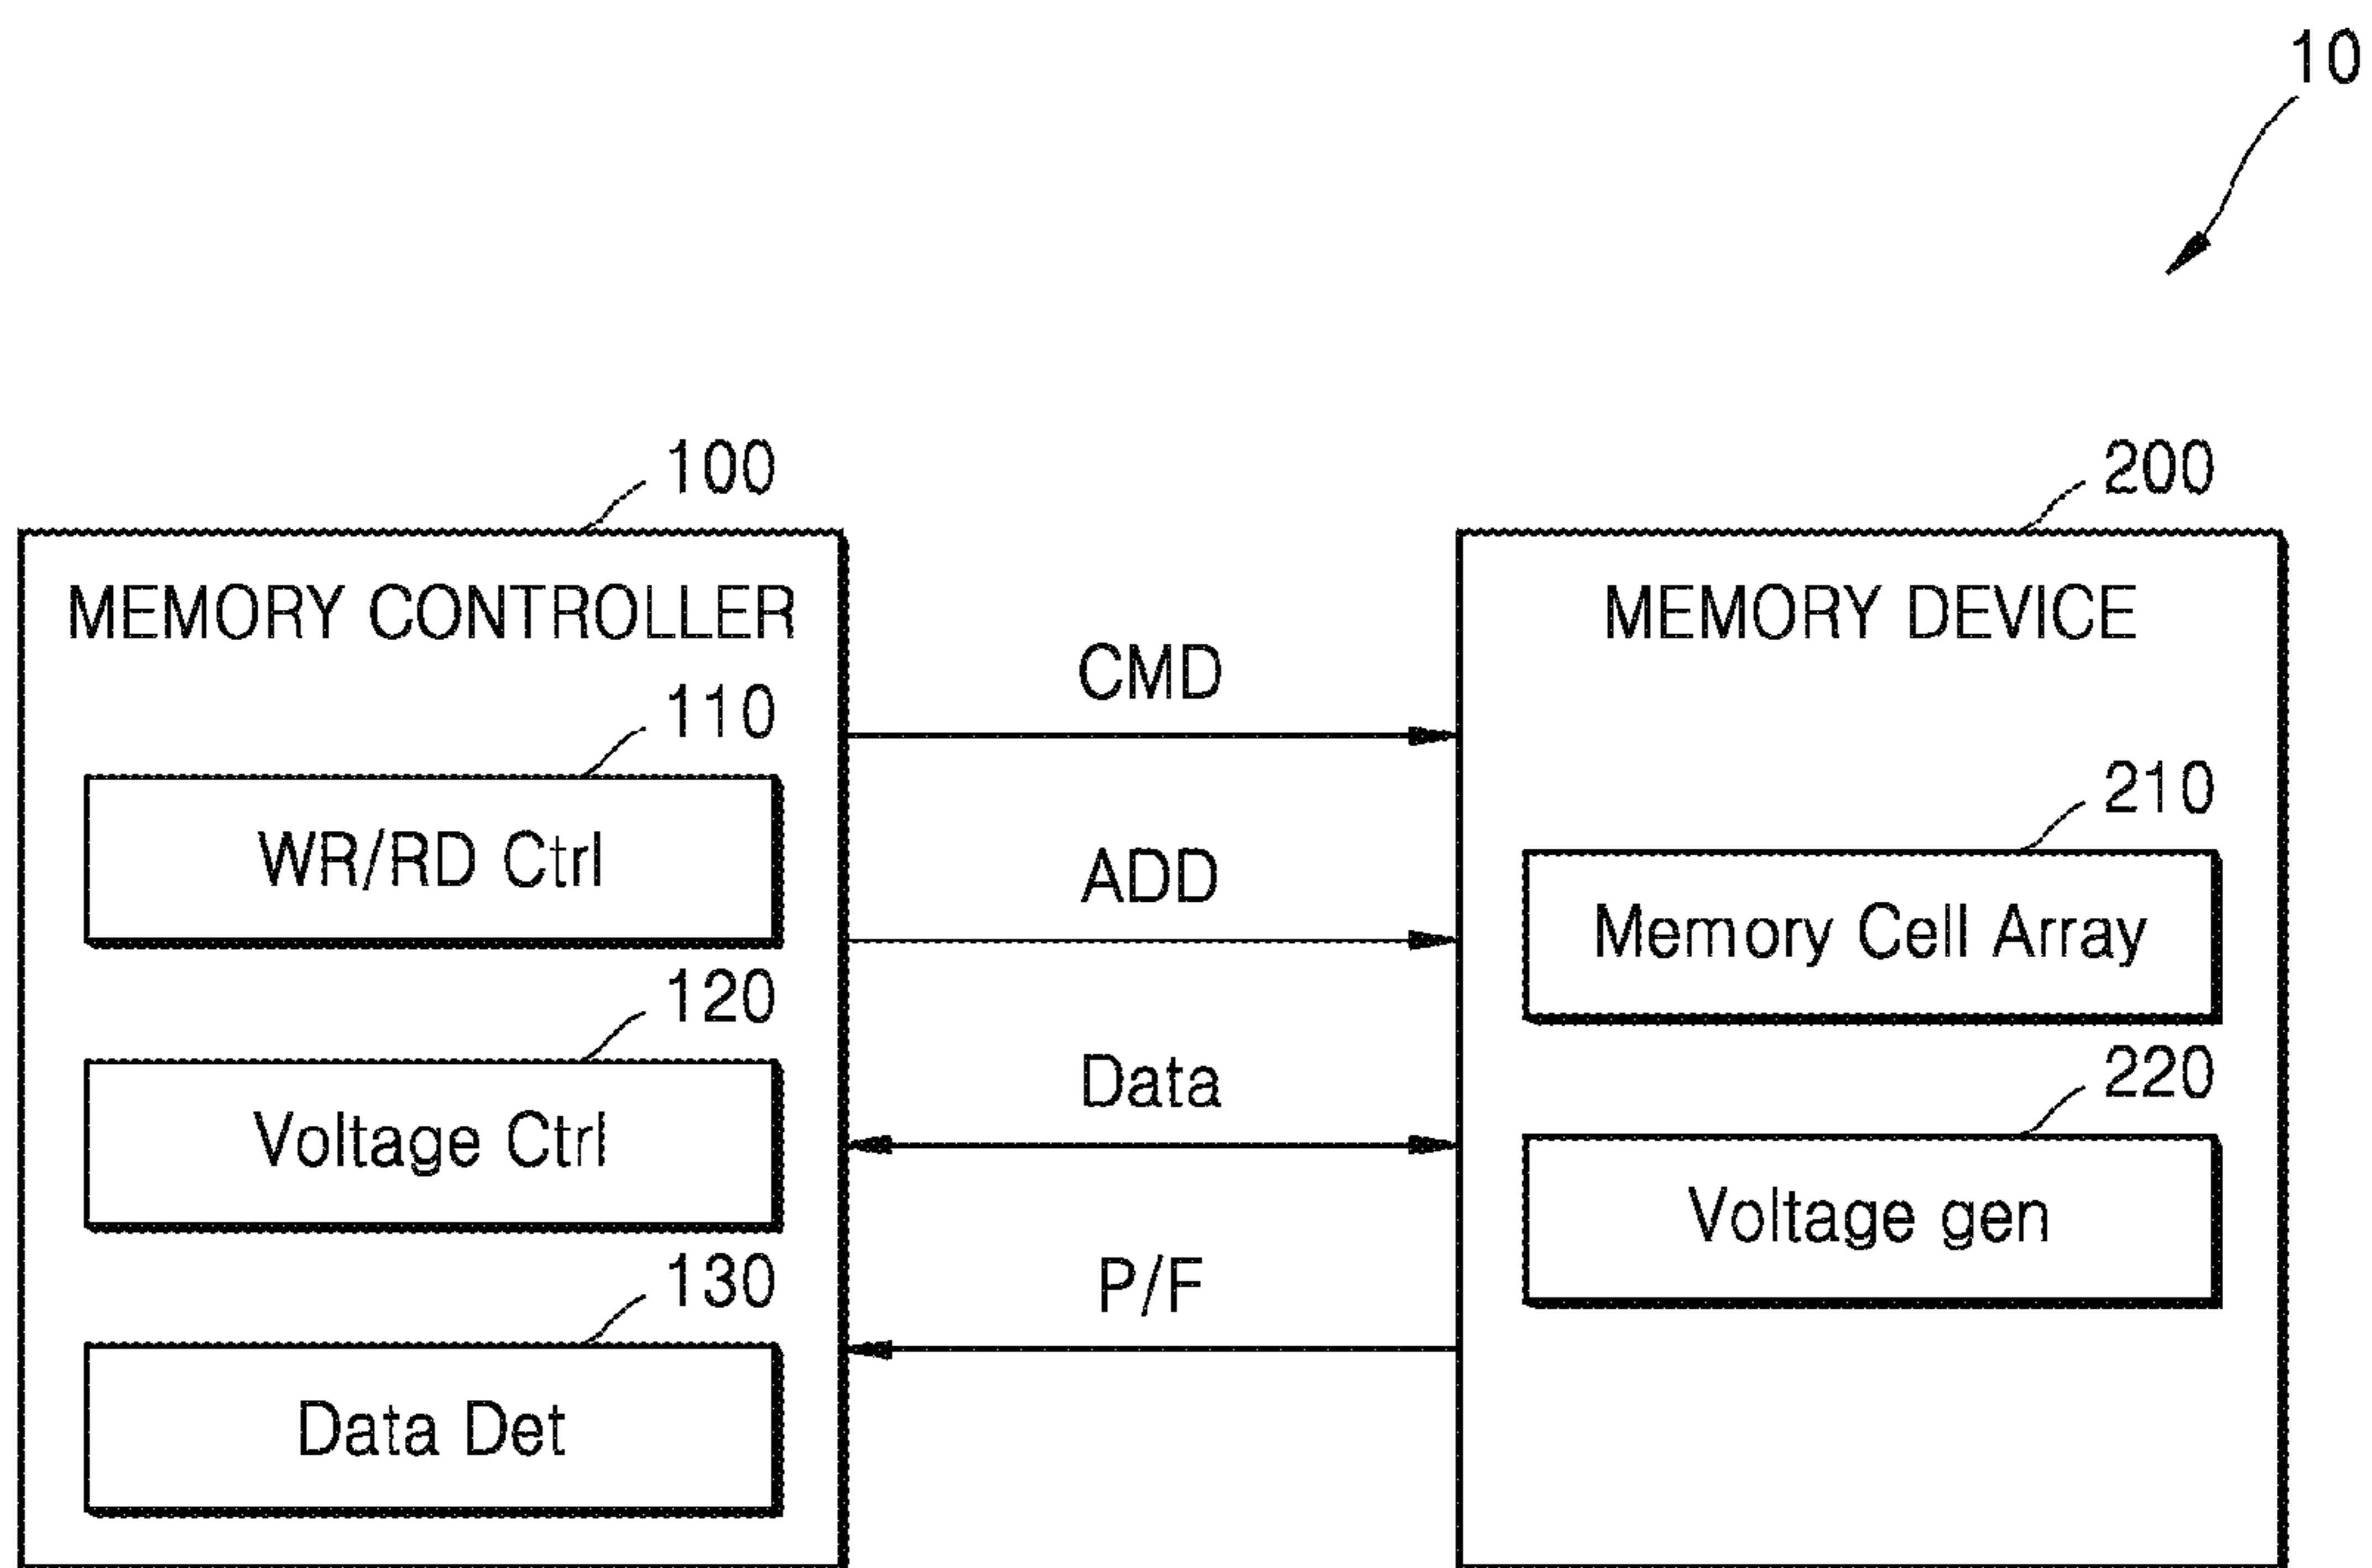 10
100
MEMORY CONTROLLER
110
WR/RD Ctrl
120
Voltage Ctrl
130
Data Det
CMD
ADD
Data
P/F
200
MEMORY DEVICE
210
Memory Cell Array
220
Voltage gen